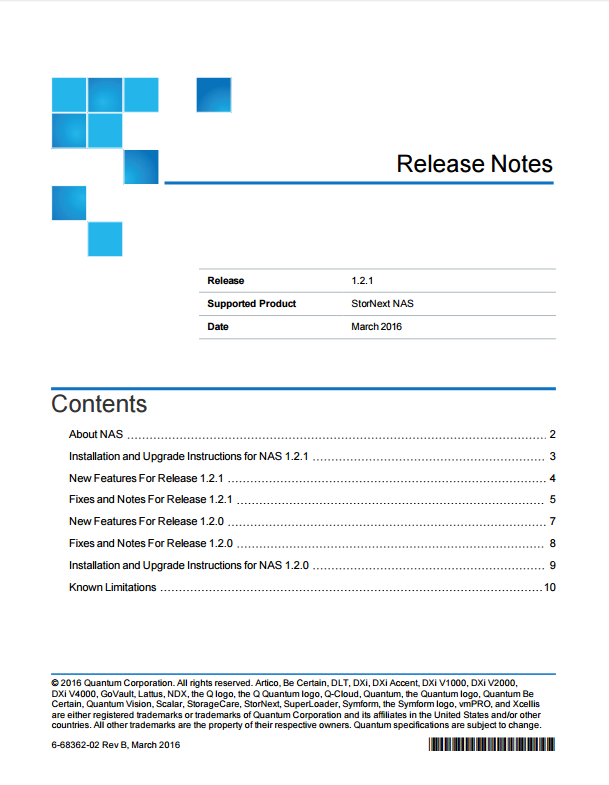 Release Notes
Release 1.2.1
Supported Product StorNext NAS
Date March 2016
Contents
About NAS ........ 2
Installation and Upgrade Instructions for NAS 1.2.1 ........ 3
New Features For Release 1.2.1 ........ 4
Fixes and Notes For Release 1.2.1 ........ 5
New Features For Release 1.2.0 ........ 7
Fixes and Notes For Release 1.2.0 ........ 8
Installation and Upgrade Instructions for NAS 1.2.0 ........ 9
Known Limitations ........ 10
© 2016 Quantum Corporation. All rights reserved. Artico, Be Certain, DLT, DXi, DXi Accent, DXi V1000, DXi V2000,
DXi V4000, GoVault, Lattus, NDX, the Q logo, the Q Quantum logo, Q-Cloud, Quantum, the Quantum logo, Quantum Be
Certain, Quantum Vision, Scalar, StorageCare, StorNext, SuperLoader, Symform, the Symform logo, vmPRO, and Xcellis
are either registered trademarks or trademarks of Quantum Corporation and its affiliates in the United States and/or other
countries. All other trademarks are the property of their respective owners. Quantum specifications are subject to change.
6-68362-02 Rev B, March 2016